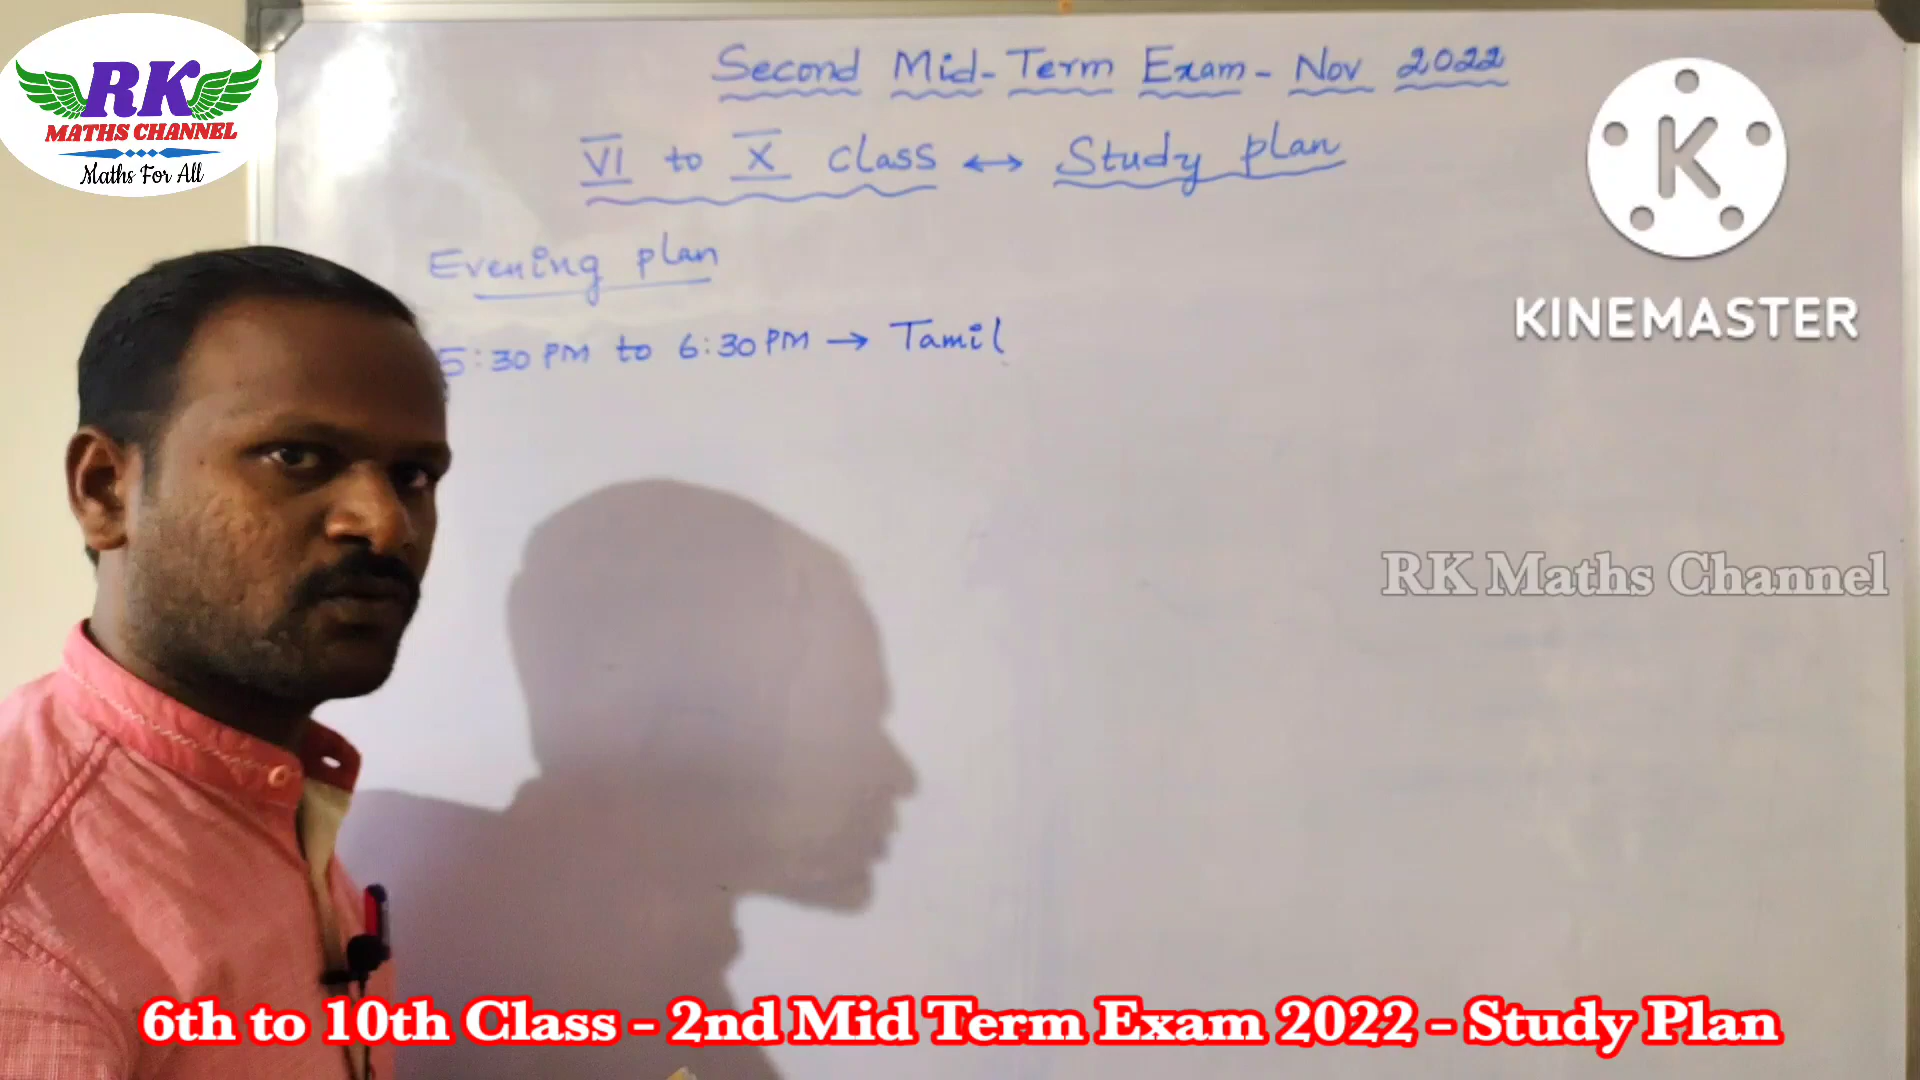 RK
MATHS CHANNEL
Maths For All
Second Mid-Term Exam - Nov 2022
VI to X class ↔ Study plan
Evening plan
5:30 PM to 6:30 PM → Tamil
K
KINEMASTER
RK Maths Channel
6th to 10th Class - 2nd Mid Term Exam 2022 - Study Plan